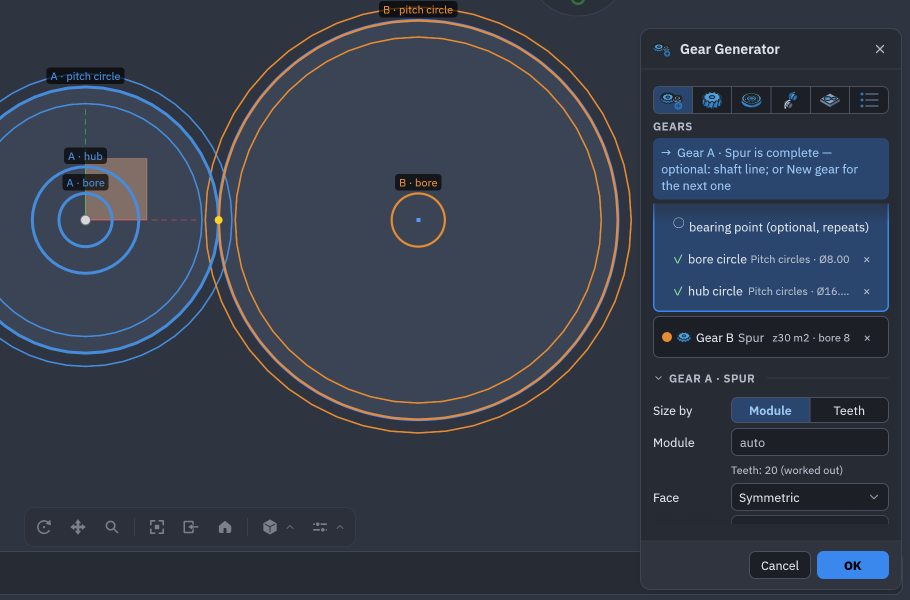 B · pitch circle
A · pitch circle
A · hub
A · bore
B · bore
Gear Generator
GEARS
→ Gear A · Spur is complete —
optional: shaft line; or New gear for
the next one
bearing point (optional, repeats)
✓ bore circle Pitch circles · Ø8.00 ×
✓ hub circle Pitch circles · Ø16.... ×
Gear B Spur z30 m2 · bore 8 ×
GEAR A · SPUR
Size by Module Teeth
Module auto
Teeth: 20 (worked out)
Face Symmetric
Cancel OK